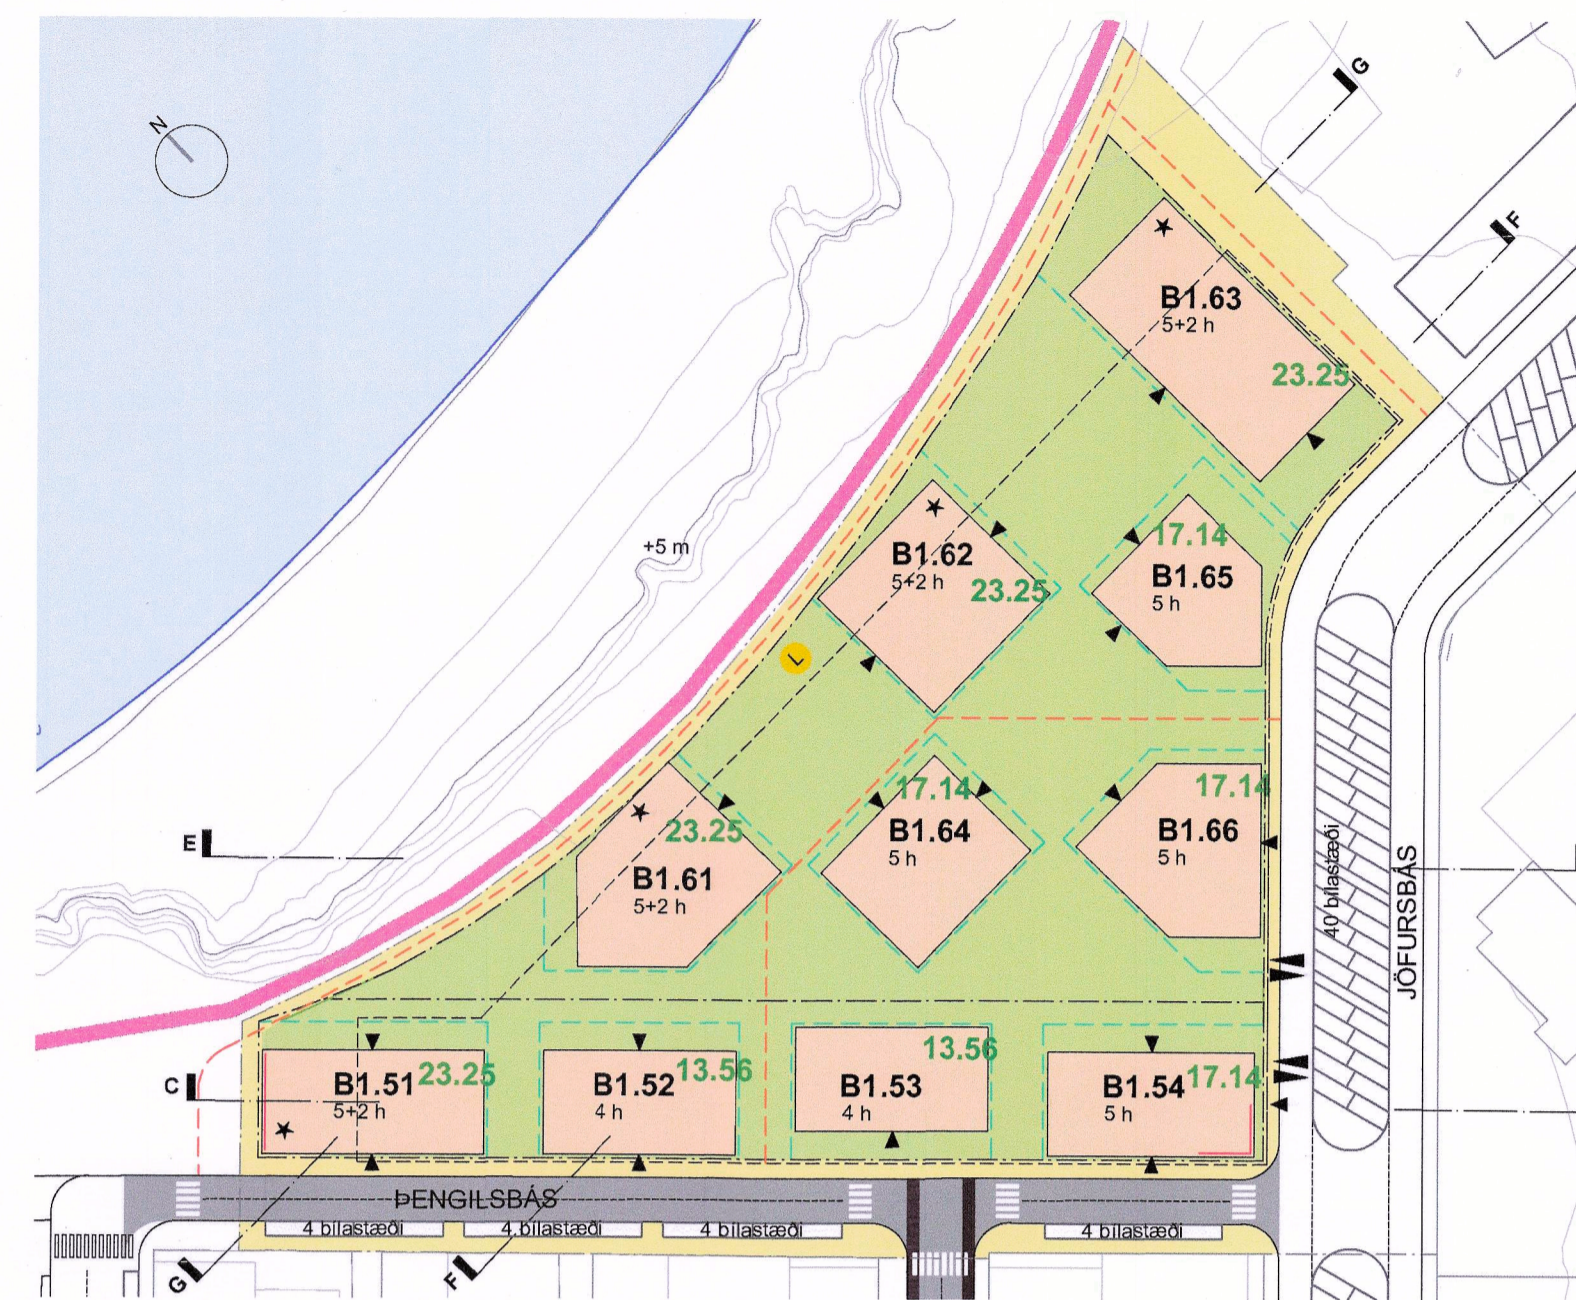 N
G
F
B1.63
5+2 h
23.25
+5 m
B1.62
5+2 h
23.25
17.14
B1.65
5 h
L
E
23.25
B1.61
5+2 h
17.14
B1.64
5 h
17.14
B1.66
5 h
40 bílastæði
JÖFURSBÁS
C
B1.51
23.25
5+2 h
B1.52
13.56
4 h
13.56
B1.53
4 h
B1.54
17.14
5 h
ÞENGILSBÁS
4 bílastæði
4 bílastæði
4 bílastæði
4 bílastæði
G
F